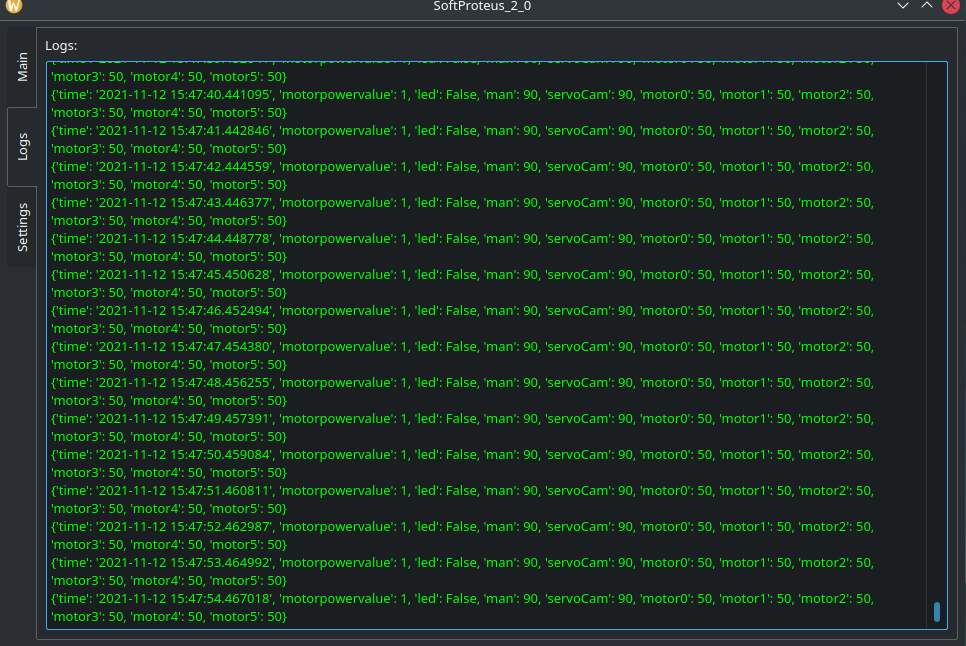 SoftProteus_2_0
Main
Logs
Settings
Logs:
'motor3': 50, 'motor4': 50, 'motor5': 50}
{'time': '2021-11-12 15:47:40.441095', 'motorpowervalue': 1, 'led': False, 'man': 90, 'servoCam': 90, 'motor0': 50, 'motor1': 50, 'motor2': 50,
'motor3': 50, 'motor4': 50, 'motor5': 50}
{'time': '2021-11-12 15:47:41.442846', 'motorpowervalue': 1, 'led': False, 'man': 90, 'servoCam': 90, 'motor0': 50, 'motor1': 50, 'motor2': 50,
'motor3': 50, 'motor4': 50, 'motor5': 50}
{'time': '2021-11-12 15:47:42.444559', 'motorpowervalue': 1, 'led': False, 'man': 90, 'servoCam': 90, 'motor0': 50, 'motor1': 50, 'motor2': 50,
'motor3': 50, 'motor4': 50, 'motor5': 50}
{'time': '2021-11-12 15:47:43.446377', 'motorpowervalue': 1, 'led': False, 'man': 90, 'servoCam': 90, 'motor0': 50, 'motor1': 50, 'motor2': 50,
'motor3': 50, 'motor4': 50, 'motor5': 50}
{'time': '2021-11-12 15:47:44.448778', 'motorpowervalue': 1, 'led': False, 'man': 90, 'servoCam': 90, 'motor0': 50, 'motor1': 50, 'motor2': 50,
'motor3': 50, 'motor4': 50, 'motor5': 50}
{'time': '2021-11-12 15:47:45.450628', 'motorpowervalue': 1, 'led': False, 'man': 90, 'servoCam': 90, 'motor0': 50, 'motor1': 50, 'motor2': 50,
'motor3': 50, 'motor4': 50, 'motor5': 50}
{'time': '2021-11-12 15:47:46.452494', 'motorpowervalue': 1, 'led': False, 'man': 90, 'servoCam': 90, 'motor0': 50, 'motor1': 50, 'motor2': 50,
'motor3': 50, 'motor4': 50, 'motor5': 50}
{'time': '2021-11-12 15:47:47.454380', 'motorpowervalue': 1, 'led': False, 'man': 90, 'servoCam': 90, 'motor0': 50, 'motor1': 50, 'motor2': 50,
'motor3': 50, 'motor4': 50, 'motor5': 50}
{'time': '2021-11-12 15:47:48.456255', 'motorpowervalue': 1, 'led': False, 'man': 90, 'servoCam': 90, 'motor0': 50, 'motor1': 50, 'motor2': 50,
'motor3': 50, 'motor4': 50, 'motor5': 50}
{'time': '2021-11-12 15:47:49.457391', 'motorpowervalue': 1, 'led': False, 'man': 90, 'servoCam': 90, 'motor0': 50, 'motor1': 50, 'motor2': 50,
'motor3': 50, 'motor4': 50, 'motor5': 50}
{'time': '2021-11-12 15:47:50.459084', 'motorpowervalue': 1, 'led': False, 'man': 90, 'servoCam': 90, 'motor0': 50, 'motor1': 50, 'motor2': 50,
'motor3': 50, 'motor4': 50, 'motor5': 50}
{'time': '2021-11-12 15:47:51.460811', 'motorpowervalue': 1, 'led': False, 'man': 90, 'servoCam': 90, 'motor0': 50, 'motor1': 50, 'motor2': 50,
'motor3': 50, 'motor4': 50, 'motor5': 50}
{'time': '2021-11-12 15:47:52.462987', 'motorpowervalue': 1, 'led': False, 'man': 90, 'servoCam': 90, 'motor0': 50, 'motor1': 50, 'motor2': 50,
'motor3': 50, 'motor4': 50, 'motor5': 50}
{'time': '2021-11-12 15:47:53.464992', 'motorpowervalue': 1, 'led': False, 'man': 90, 'servoCam': 90, 'motor0': 50, 'motor1': 50, 'motor2': 50,
'motor3': 50, 'motor4': 50, 'motor5': 50}
{'time': '2021-11-12 15:47:54.467018', 'motorpowervalue': 1, 'led': False, 'man': 90, 'servoCam': 90, 'motor0': 50, 'motor1': 50, 'motor2': 50,
'motor3': 50, 'motor4': 50, 'motor5': 50}